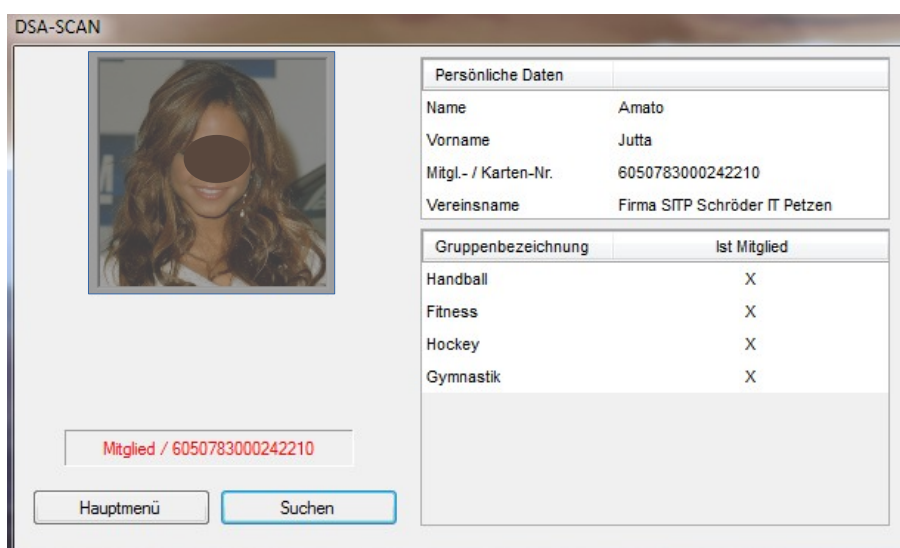 DSA-SCAN
Persönliche Daten
Name Amato
Vorname Jutta
Mitgl.- / Karten-Nr. 6050783000242210
Vereinsname Firma SITP Schröder IT Petzen
Gruppenbezeichnung Ist Mitglied
Handball X
Fitness X
Hockey X
Gymnastik X
Mitglied / 6050783000242210
Hauptmenü Suchen